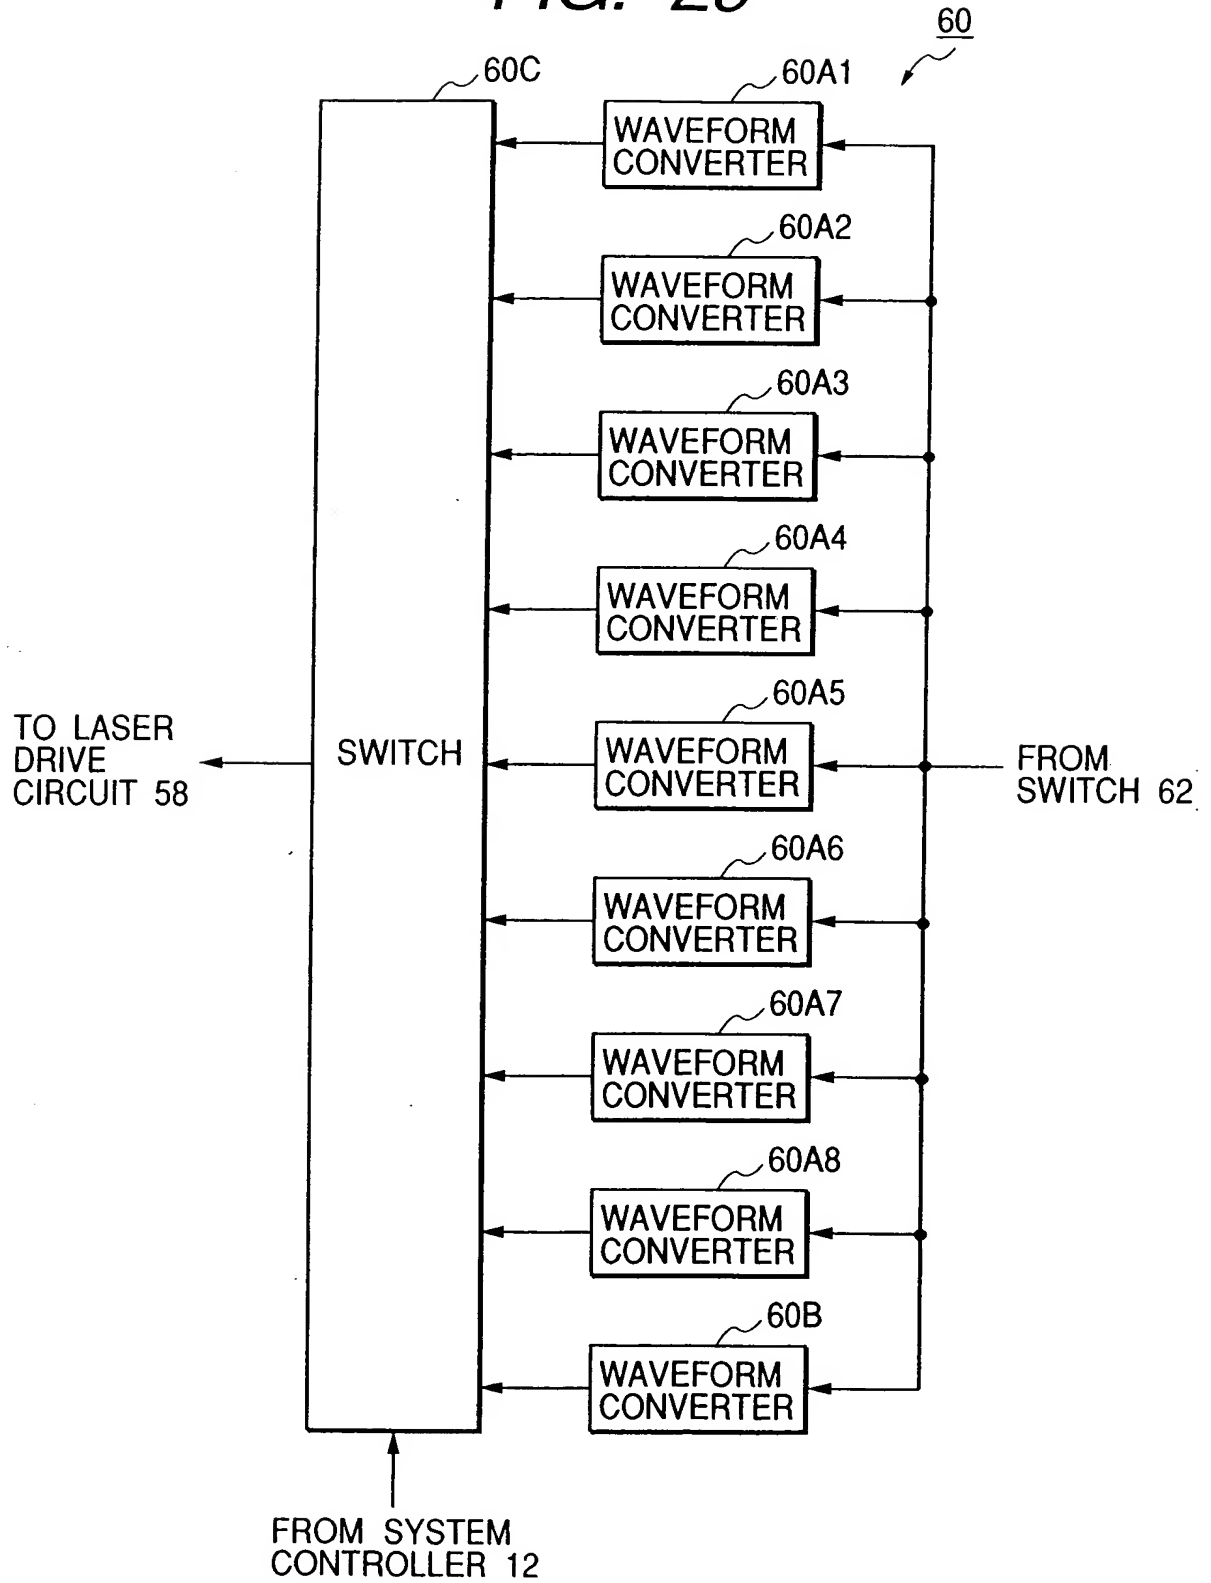 60
60C
60A1
WAVEFORM
CONVERTER
60A2
WAVEFORM
CONVERTER
60A3
WAVEFORM
CONVERTER
60A4
WAVEFORM
CONVERTER
60A5
TO LASER
DRIVE
CIRCUIT 58
SWITCH
WAVEFORM
CONVERTER
FROM
SWITCH 62
60A6
WAVEFORM
CONVERTER
60A7
WAVEFORM
CONVERTER
60A8
WAVEFORM
CONVERTER
60B
WAVEFORM
CONVERTER
FROM SYSTEM
CONTROLLER 12